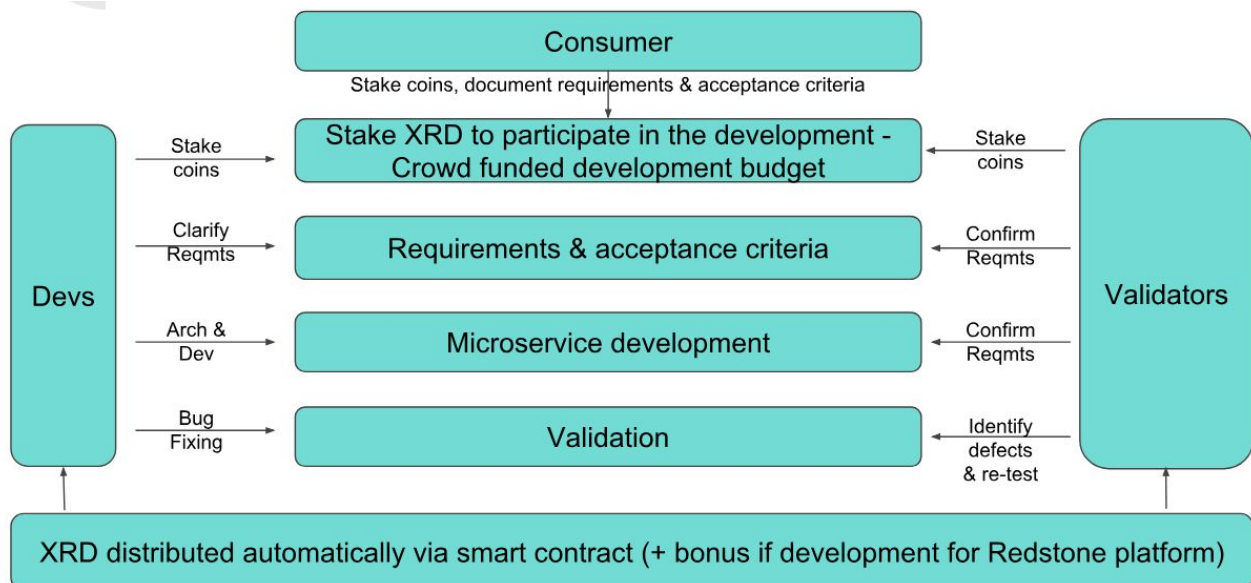 Consumer
Stake coins, document requirements & acceptance criteria
Stake XRD to participate in the development -
Crowd funded development budget
Stake
coins
Stake
coins
Clarify
Reqmts
Requirements & acceptance criteria
Confirm
Reqmts
Devs
Validators
Arch &
Dev
Microservice development
Confirm
Reqmts
Bug
Fixing
Validation
Identify
defects
& re-test
XRD distributed automatically via smart contract (+ bonus if development for Redstone platform)